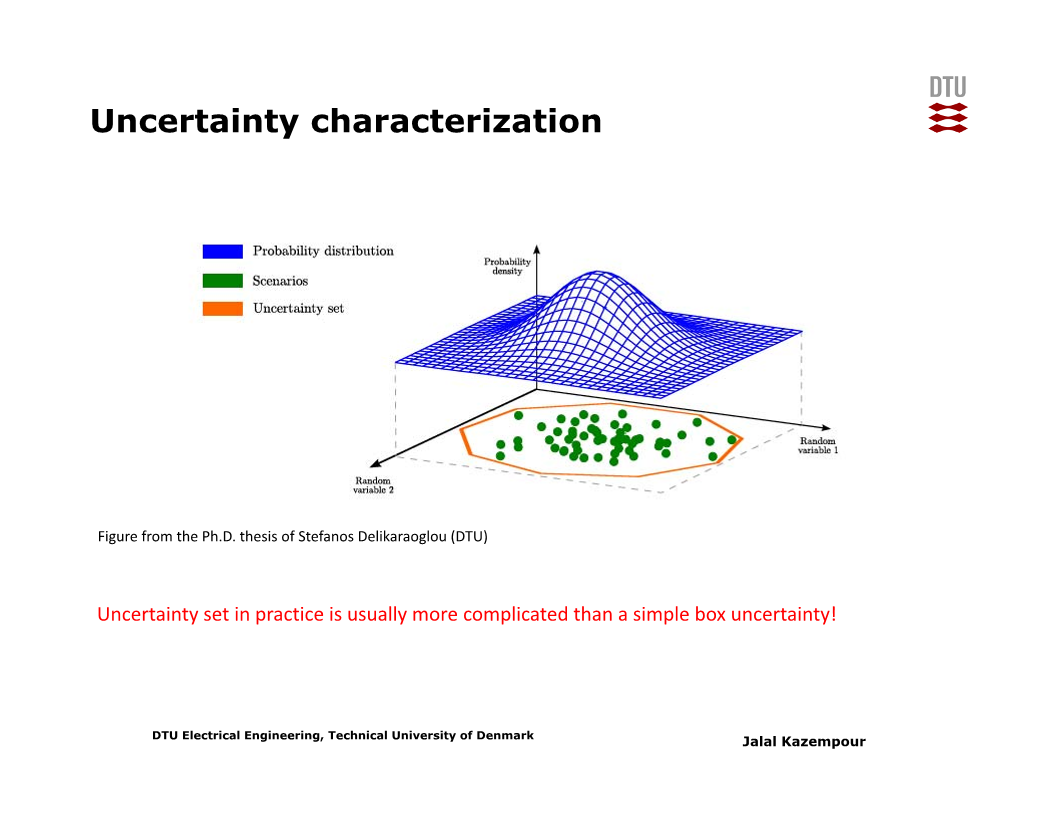 DTU
Uncertainty characterization
Probability distribution
Scenarios
Uncertainty set
Probability
density
Random
variable 1
Random
variable 2
Figure from the Ph.D. thesis of Stefanos Delikaraoglou (DTU)
Uncertainty set in practice is usually more complicated than a simple box uncertainty!
DTU Electrical Engineering, Technical University of Denmark
Jalal Kazempour